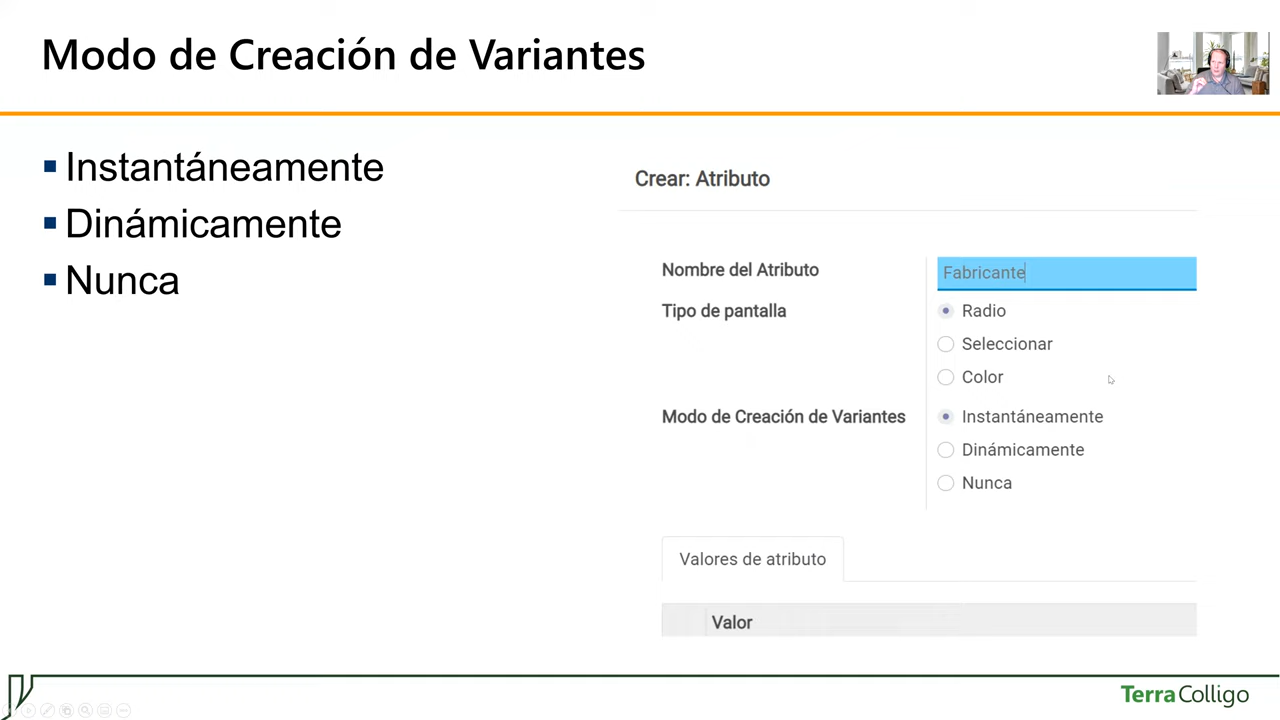 Modo de Creación de Variantes
Instantáneamente
Dinámicamente
Nunca
Crear: Atributo
Nombre del Atributo
Fabricante
Tipo de pantalla
Radio
Seleccionar
Color
Modo de Creación de Variantes
Instantáneamente
Dinámicamente
Nunca
Valores de atributo
Valor
TerraColligo